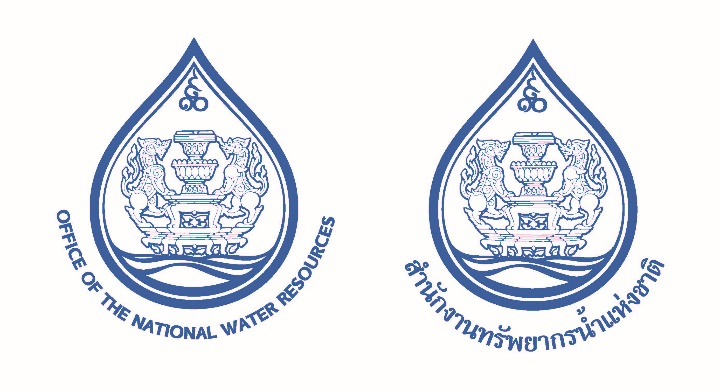 OFFICE OF THE NATIONAL WATER RESOURCES
สำนักงานทรัพยากรน้ำแห่งชาติ